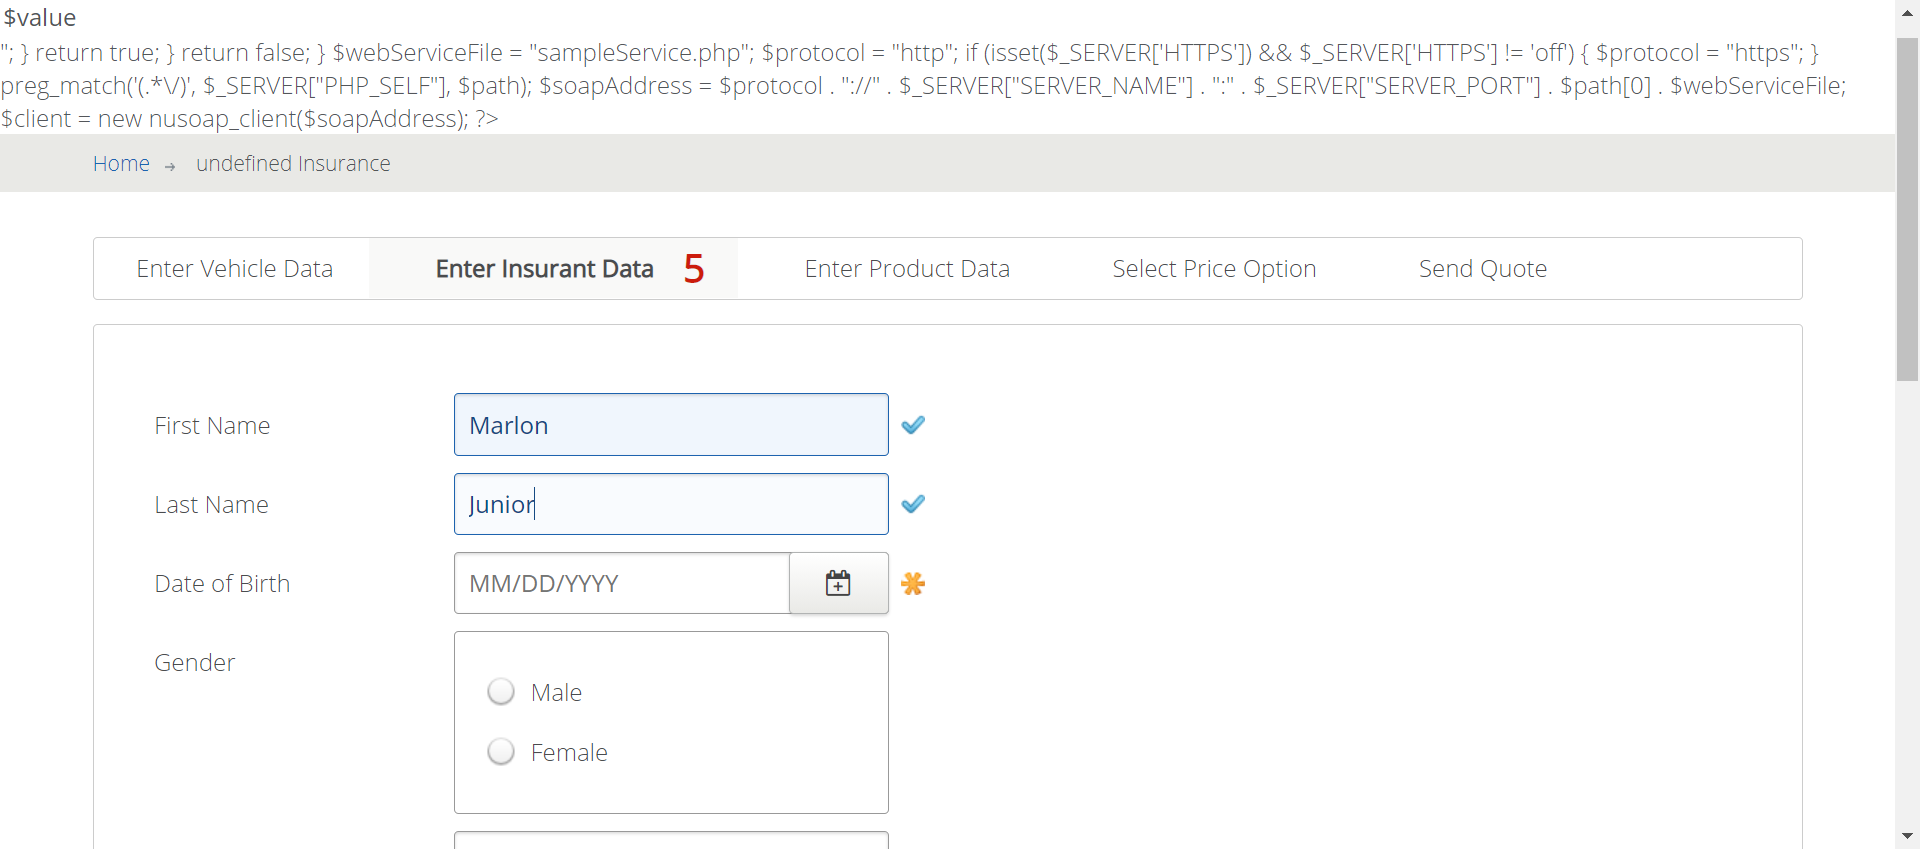 $value
"; } return true; } return false; } $webServiceFile = "sampleService.php"; $protocol = "http"; if (isset($_SERVER['HTTPS']) && $_SERVER['HTTPS'] != 'off') { $protocol = "https"; }
preg_match('(.*\/)', $_SERVER["PHP_SELF"], $path); $soapAddress = $protocol . "://" . $_SERVER["SERVER_NAME"] . ":" . $_SERVER["SERVER_PORT"] . $path[0] . $webServiceFile;
$client = new nusoap_client($soapAddress); ?>
Home → undefined Insurance
Enter Vehicle Data Enter Insurant Data 5 Enter Product Data Select Price Option Send Quote
First Name Marlon
Last Name Junior
Date of Birth MM/DD/YYYY
Gender
Male
Female